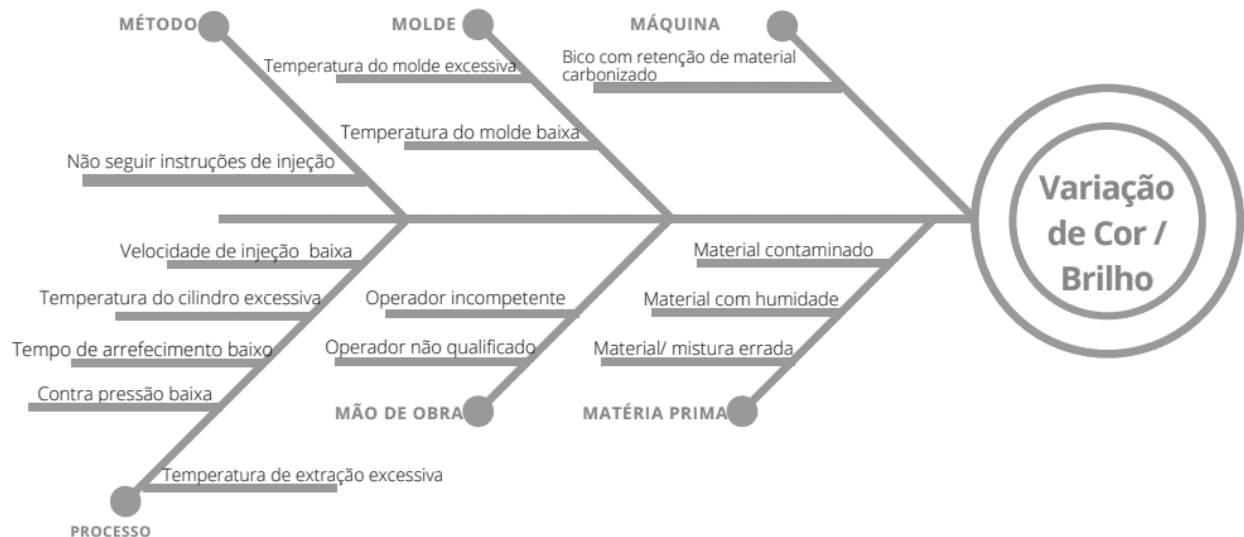 MÉTODO
MOLDE
MÁQUINA
Temperatura do molde excessiva
Bico com retenção de material
carbonizado
Temperatura do molde baixa
Não seguir instruções de injeção
Variação
de Cor /
Brilho
Velocidade de injeção baixa
Temperatura do cilindro excessiva
Tempo de arrefecimento baixo
Contra pressão baixa
Temperatura de extração excessiva
PROCESSO
Operador incompetente
Operador não qualificado
MÃO DE OBRA
Material contaminado
Material com humidade
Material/ mistura errada
MATÉRIA PRIMA